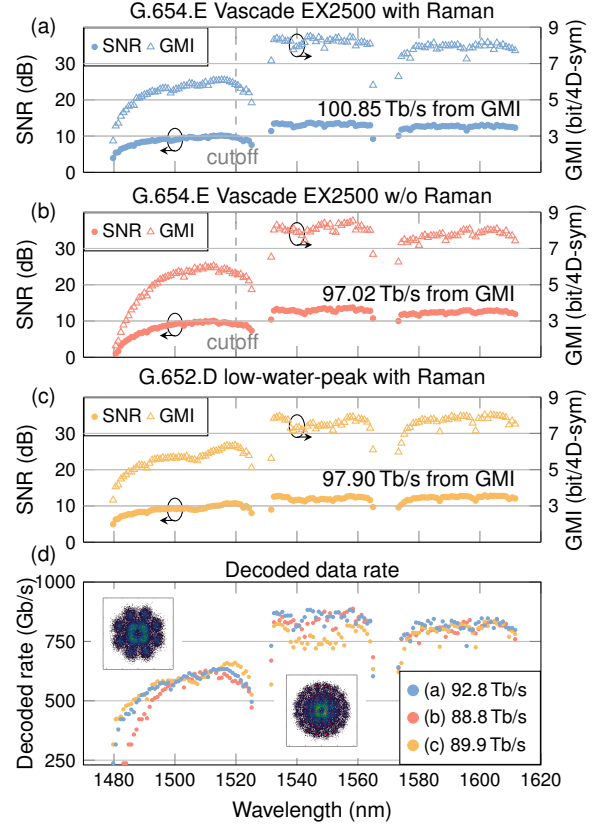 G.654.E Vascade EX2500 with Raman
(a)
SNR GMI
SNR (dB)
0
10
20
30
GMI (bit/4D-sym)
3
5
7
9
100.85 Tb/s from GMI
cutoff
G.654.E Vascade EX2500 w/o Raman
(b)
SNR GMI
SNR (dB)
0
10
20
30
GMI (bit/4D-sym)
3
5
7
9
97.02 Tb/s from GMI
cutoff
G.652.D low-water-peak with Raman
(c)
SNR GMI
SNR (dB)
0
10
20
30
GMI (bit/4D-sym)
3
5
7
9
97.90 Tb/s from GMI
(d)
Decoded data rate
Decoded rate (Gb/s)
1000
750
500
250
(a) 92.8 Tb/s
(b) 88.8 Tb/s
(c) 89.9 Tb/s
1480 1500 1520 1540 1560 1580 1600 1620
Wavelength (nm)